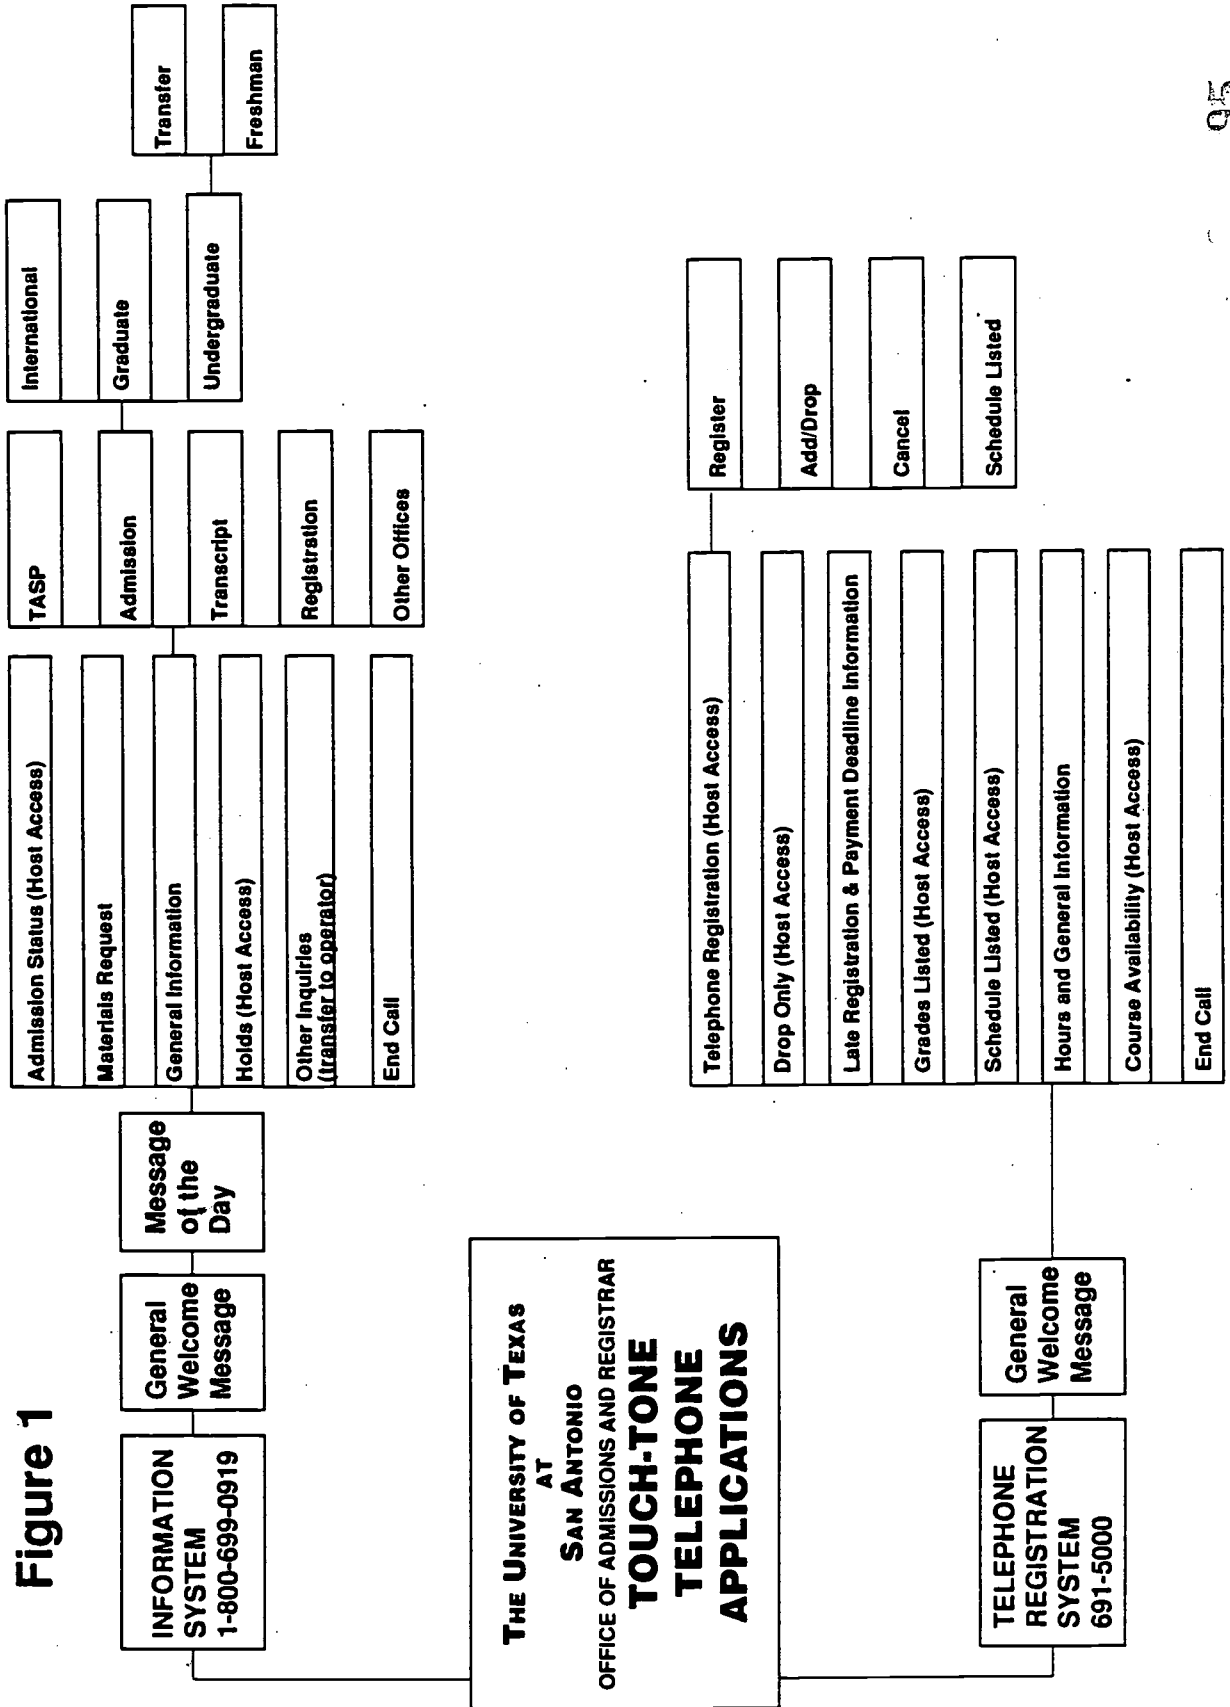 Figure 1
INFORMATION
SYSTEM
1-800-699-0919
General
Welcome
Message
Message
of the
Day
Admission Status (Host Access)
Materials Request
General Information
Holds (Host Access)
Other Inquiries
(transfer to operator)
End Call
TASP
Admission
Transcript
Registration
Other Offices
International
Graduate
Undergraduate
Transfer
Freshman
THE UNIVERSITY OF TEXAS
AT
SAN ANTONIO
OFFICE OF ADMISSIONS AND REGISTRAR
TOUCH-TONE
TELEPHONE
APPLICATIONS
TELEPHONE
REGISTRATION
SYSTEM
691-5000
General
Welcome
Message
Telephone Registration (Host Access)
Drop Only (Host Access)
Late Registration & Payment Deadline Information
Grades Listed (Host Access)
Schedule Listed (Host Access)
Hours and General Information
Course Availability (Host Access)
End Call
Register
Add/Drop
Cancel
Schedule Listed
95